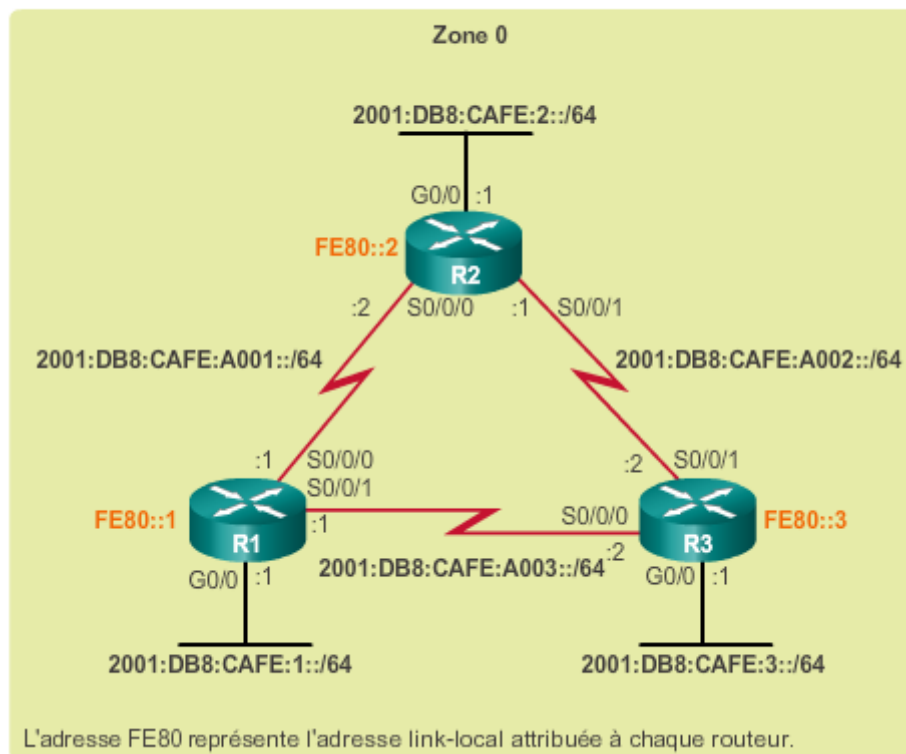 Zone 0
2001:DB8:CAFE:2::/64
G0/0 :1
FE80::2
R2
:2 S0/0/0 :1 S0/0/1
2001:DB8:CAFE:A001::/64
2001:DB8:CAFE:A002::/64
:1 S0/0/0
S0/0/1
:2 S0/0/1
FE80::1
R1
:1
S0/0/0
:2
R3
FE80::3
2001:DB8:CAFE:A003::/64
G0/0 :1
G0/0 :1
2001:DB8:CAFE:1::/64
2001:DB8:CAFE:3::/64
L'adresse FE80 représente l'adresse link-local attribuée à chaque routeur.